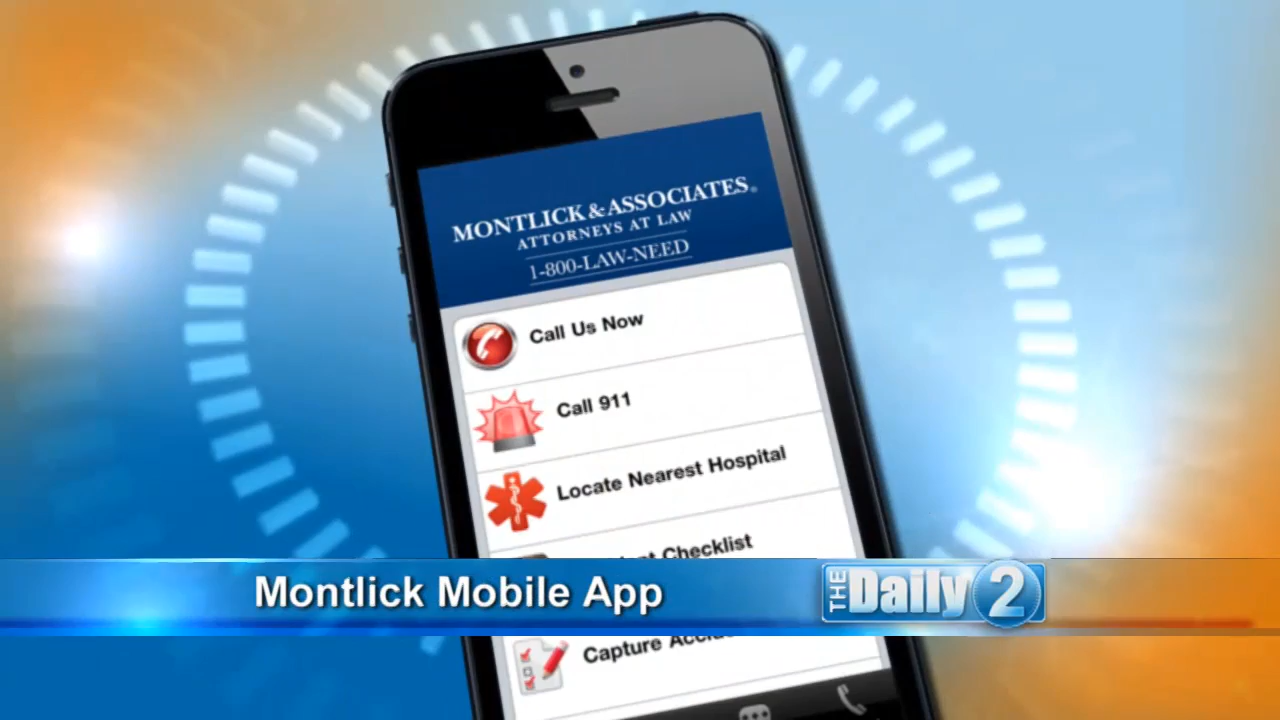 MONTLICK & ASSOCIATES®
ATTORNEYS AT LAW
1-800-LAW-NEED
Call Us Now
Call 911
Locate Nearest Hospital
Checklist
Montlick Mobile App
THE Daily 2
Capture